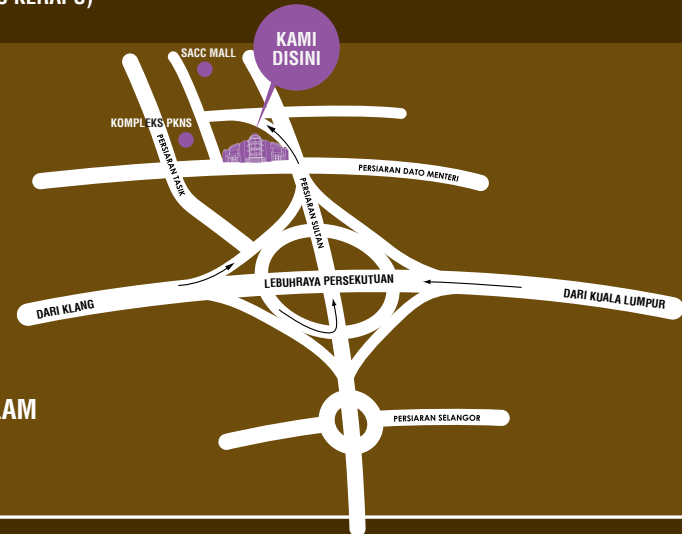 KAMI
DISINI
SACC MALL
KOMPLEKS PKNS
PERSIARAN TASIK
PERSIARAN DATO MENTERI
PERSIARAN SULTAN
LEBUHRAYA PERSEKUTUAN
DARI KLANG
DARI KUALA LUMPUR
PERSIARAN SELANGOR